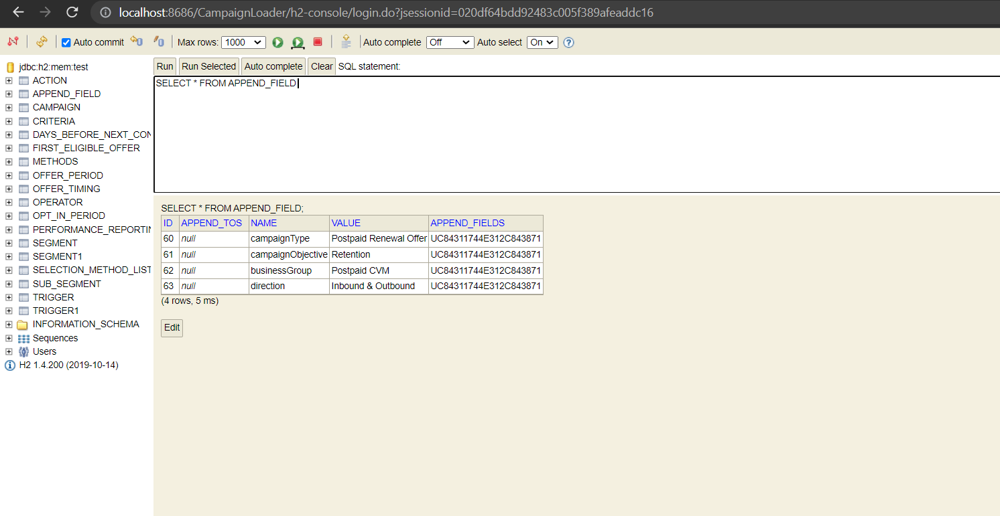 localhost:8686/CampaignLoader/h2-console/login.do?jsessionid=020df64bdd92483c005f389afeaddc16
Auto commit Max rows: 1000 Auto complete Off Auto select On
jdbc:h2:mem:test
ACTION
APPEND_FIELD
CAMPAIGN
CRITERIA
DAYS_BEFORE_NEXT_CON
FIRST_ELIGIBLE_OFFER
METHODS
OFFER_PERIOD
OFFER_TIMING
OPERATOR
OPT_IN_PERIOD
PERFORMANCE_REPORTIN
SEGMENT
SEGMENT1
SELECTION_METHOD_LIST
SUB_SEGMENT
TRIGGER
TRIGGER1
INFORMATION_SCHEMA
Sequences
Users
H2 1.4.200 (2019-10-14)
Run Run Selected Auto complete Clear SQL statement:
SELECT * FROM APPEND_FIELD
SELECT * FROM APPEND_FIELD;
ID APPEND_TOS NAME VALUE APPEND_FIELDS
60 null campaignType Postpaid Renewal Offer UC84311744E312C843871
61 null campaignObjective Retention UC84311744E312C843871
62 null businessGroup Postpaid CVM UC84311744E312C843871
63 null direction Inbound & Outbound UC84311744E312C843871
(4 rows, 5 ms)
Edit